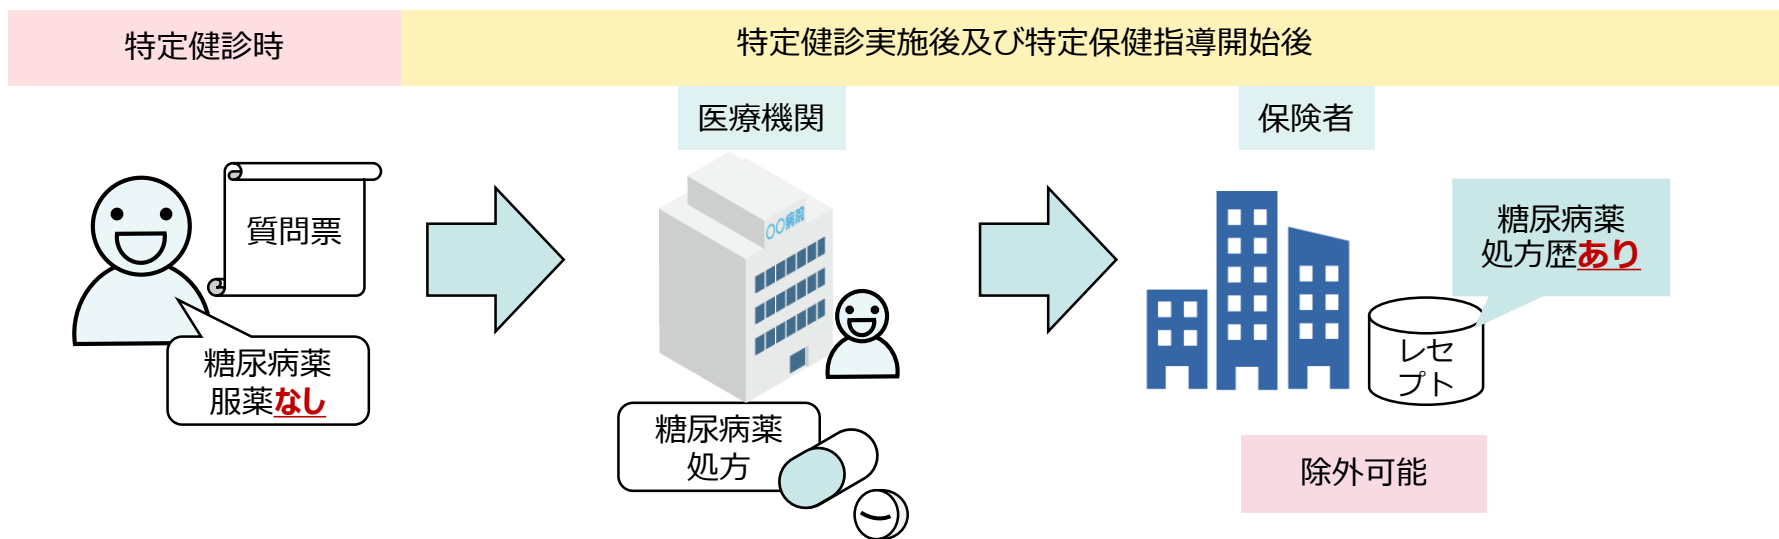 特定健診時
特定健診実施後及び特定保健指導開始後
医療機関
保険者
質問票
〇〇病院
糖尿病薬
処方歴あり
糖尿病薬
服薬なし
レセ
プト
糖尿病薬
処方
除外可能